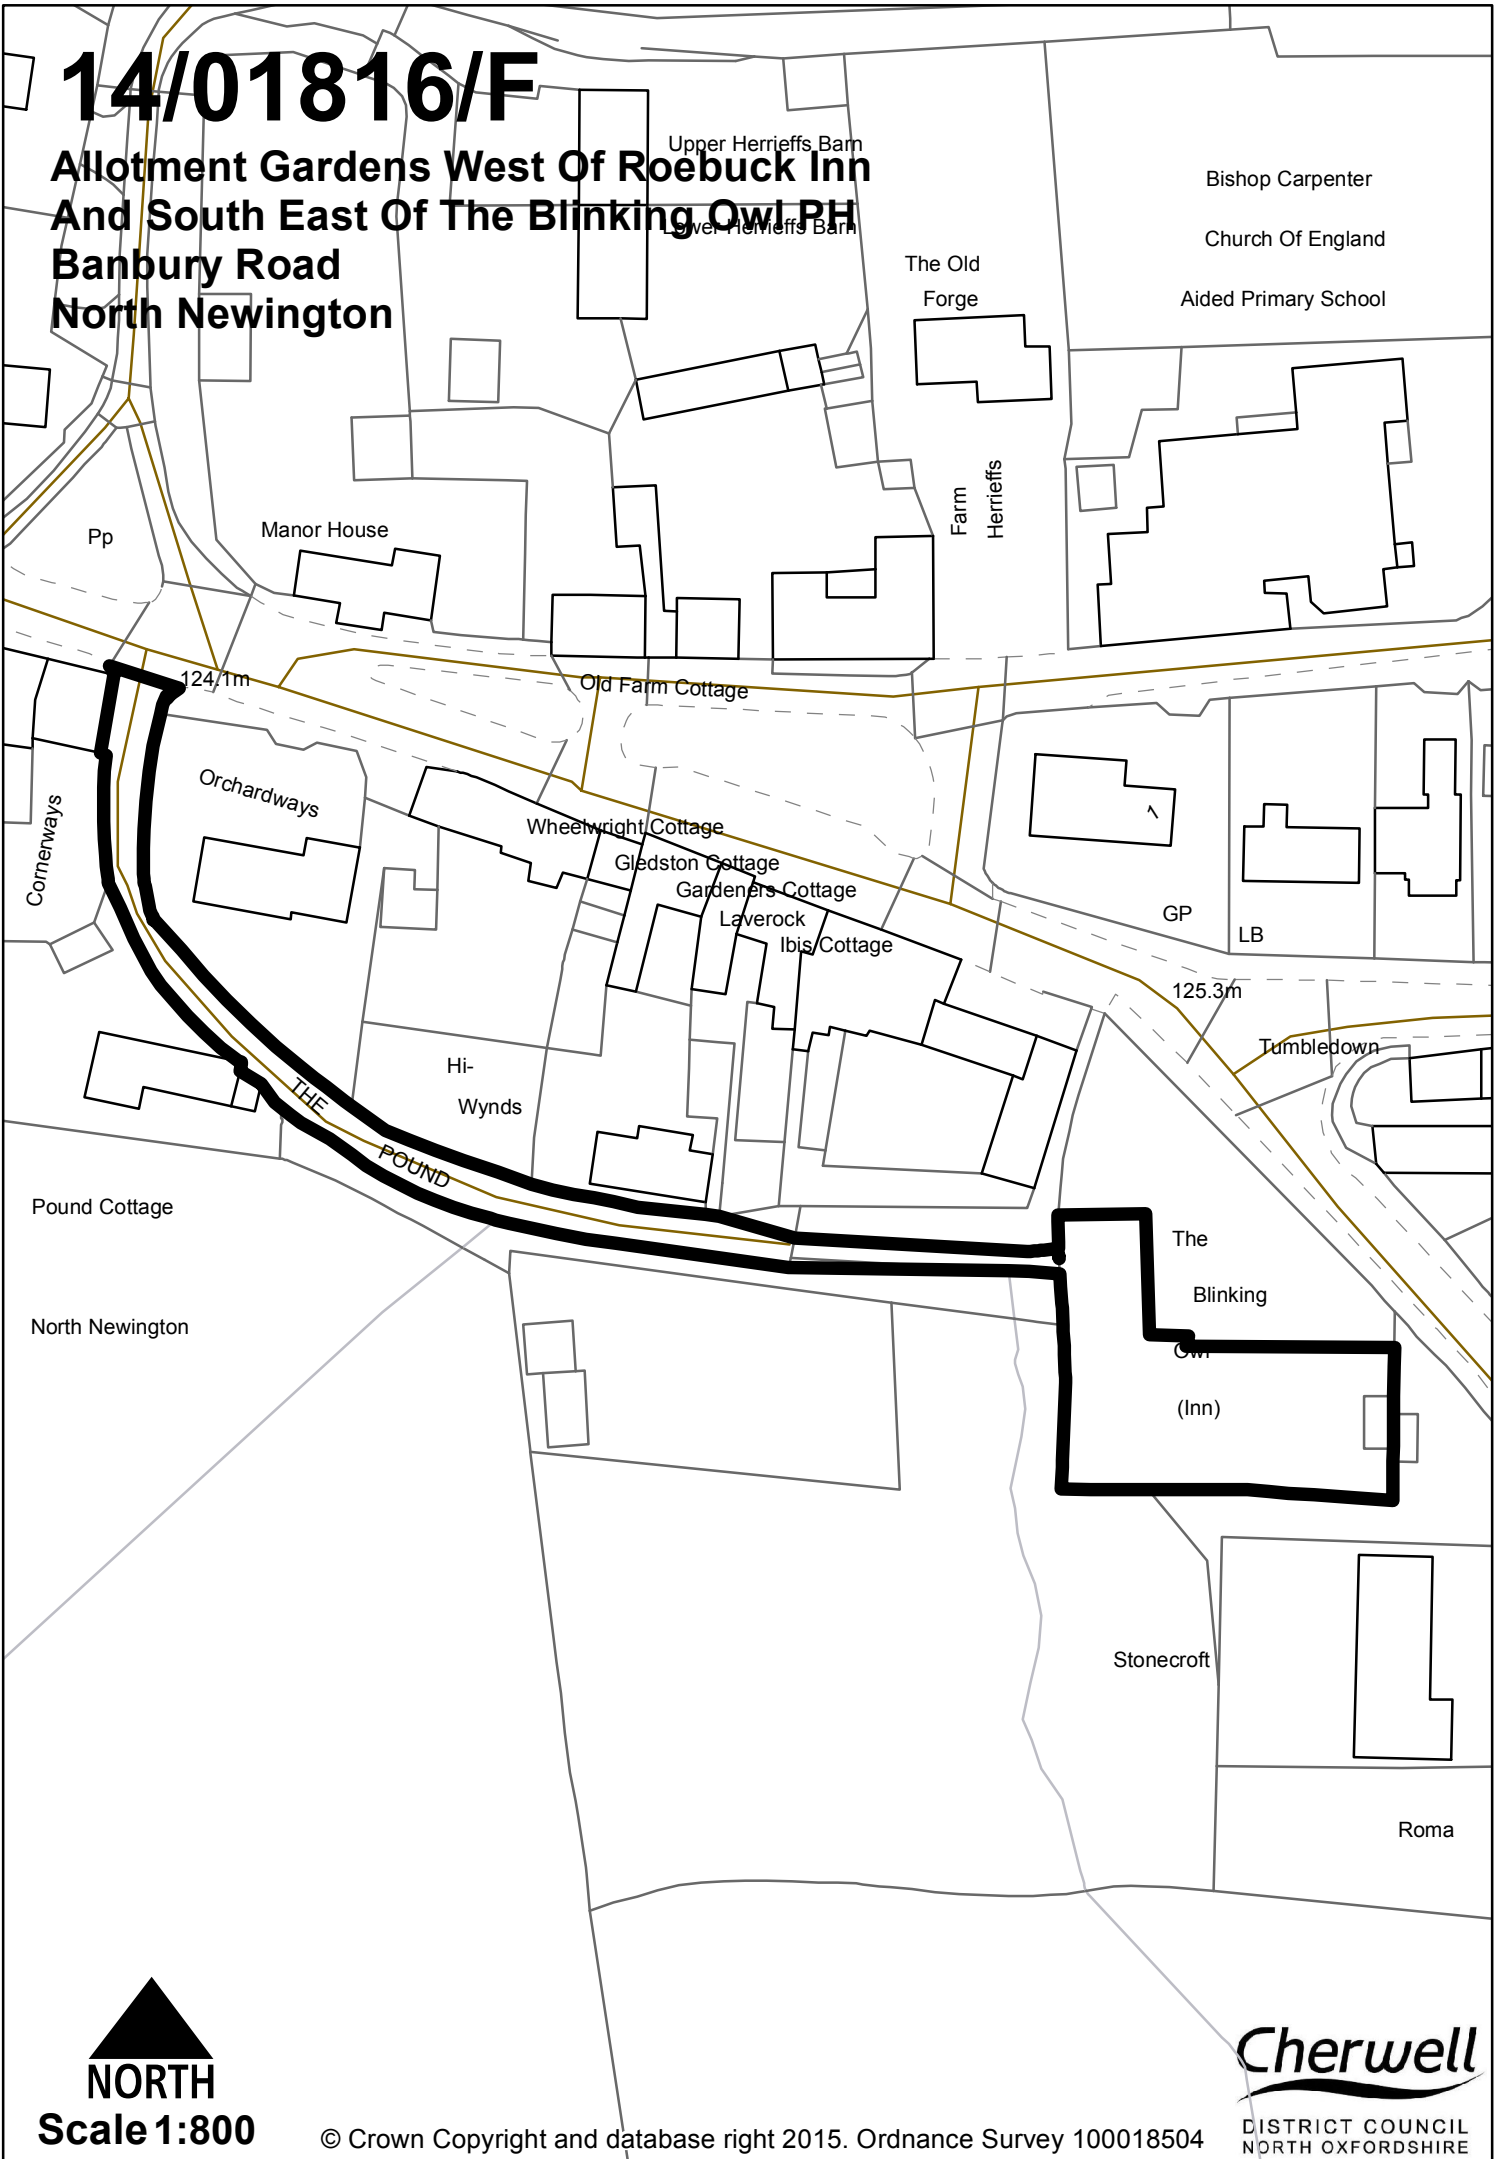 14/01816/F
Allotment Gardens West Of Roebuck Inn
And South East Of The Blinking Owl PH
Banbury Road
North Newington
Upper Herrieffs Barn
Lower Herrieffs Barn
Bishop Carpenter
Church Of England
Aided Primary School
The Old
Forge
Farm
Herrieffs
Pp
Manor House
124.1m
Old Farm Cottage
Orchardways
Cornerways
Wheelwright Cottage
Gledston Cottage
Gardeners Cottage
Laverock
Ibis Cottage
1
GP
LB
125.3m
Tumbledown
Hi-
Wynds
THE
POUND
Pound Cottage
North Newington
The
Blinking
Owl
(Inn)
Stonecroft
Roma
NORTH
Scale 1:800
© Crown Copyright and database right 2015. Ordnance Survey 100018504
Cherwell
DISTRICT COUNCIL
NORTH OXFORDSHIRE